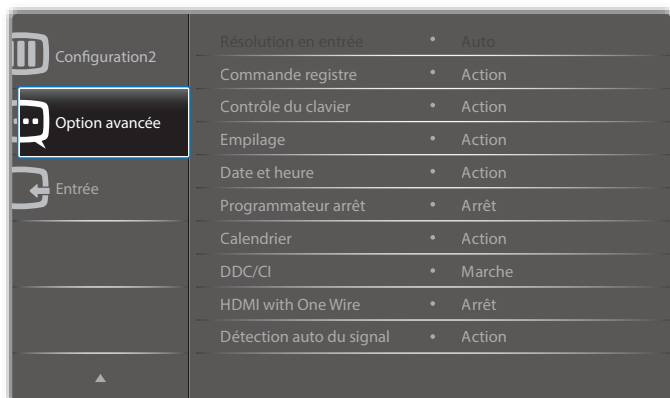 Configuration2
Option avancée
Entrée
Résolution en entrée • Auto
Commande registre • Action
Contrôle du clavier • Action
Empilage • Action
Date et heure • Action
Programmateur arrêt • Arrêt
Calendrier • Action
DDC/CI • Marche
HDMI with One Wire • Arrêt
Détection auto du signal • Action